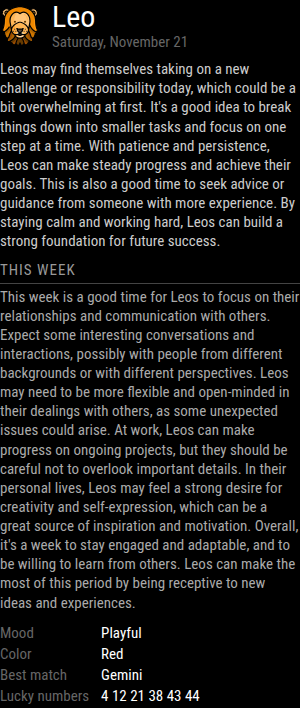 Leo
Saturday, November 21
Leos may find themselves taking on a new
challenge or responsibility today, which could be a
bit overwhelming at first. It's a good idea to break
things down into smaller tasks and focus on one
step at a time. With patience and persistence,
Leos can make steady progress and achieve their
goals. This is also a good time to seek advice or
guidance from someone with more experience. By
staying calm and working hard, Leos can build a
strong foundation for future success.
THIS WEEK
This week is a good time for Leos to focus on their
relationships and communication with others.
Expect some interesting conversations and
interactions, possibly with people from different
backgrounds or with different perspectives. Leos
may need to be more flexible and open-minded in
their dealings with others, as some unexpected
issues could arise. At work, Leos can make
progress on ongoing projects, but they should be
careful not to overlook important details. In their
personal lives, Leos may feel a strong desire for
creativity and self-expression, which can be a
great source of inspiration and motivation. Overall,
it's a week to stay engaged and adaptable, and to
be willing to learn from others. Leos can make the
most of this period by being receptive to new
ideas and experiences.
Mood Playful
Color Red
Best match Gemini
Lucky numbers 4 12 21 38 43 44